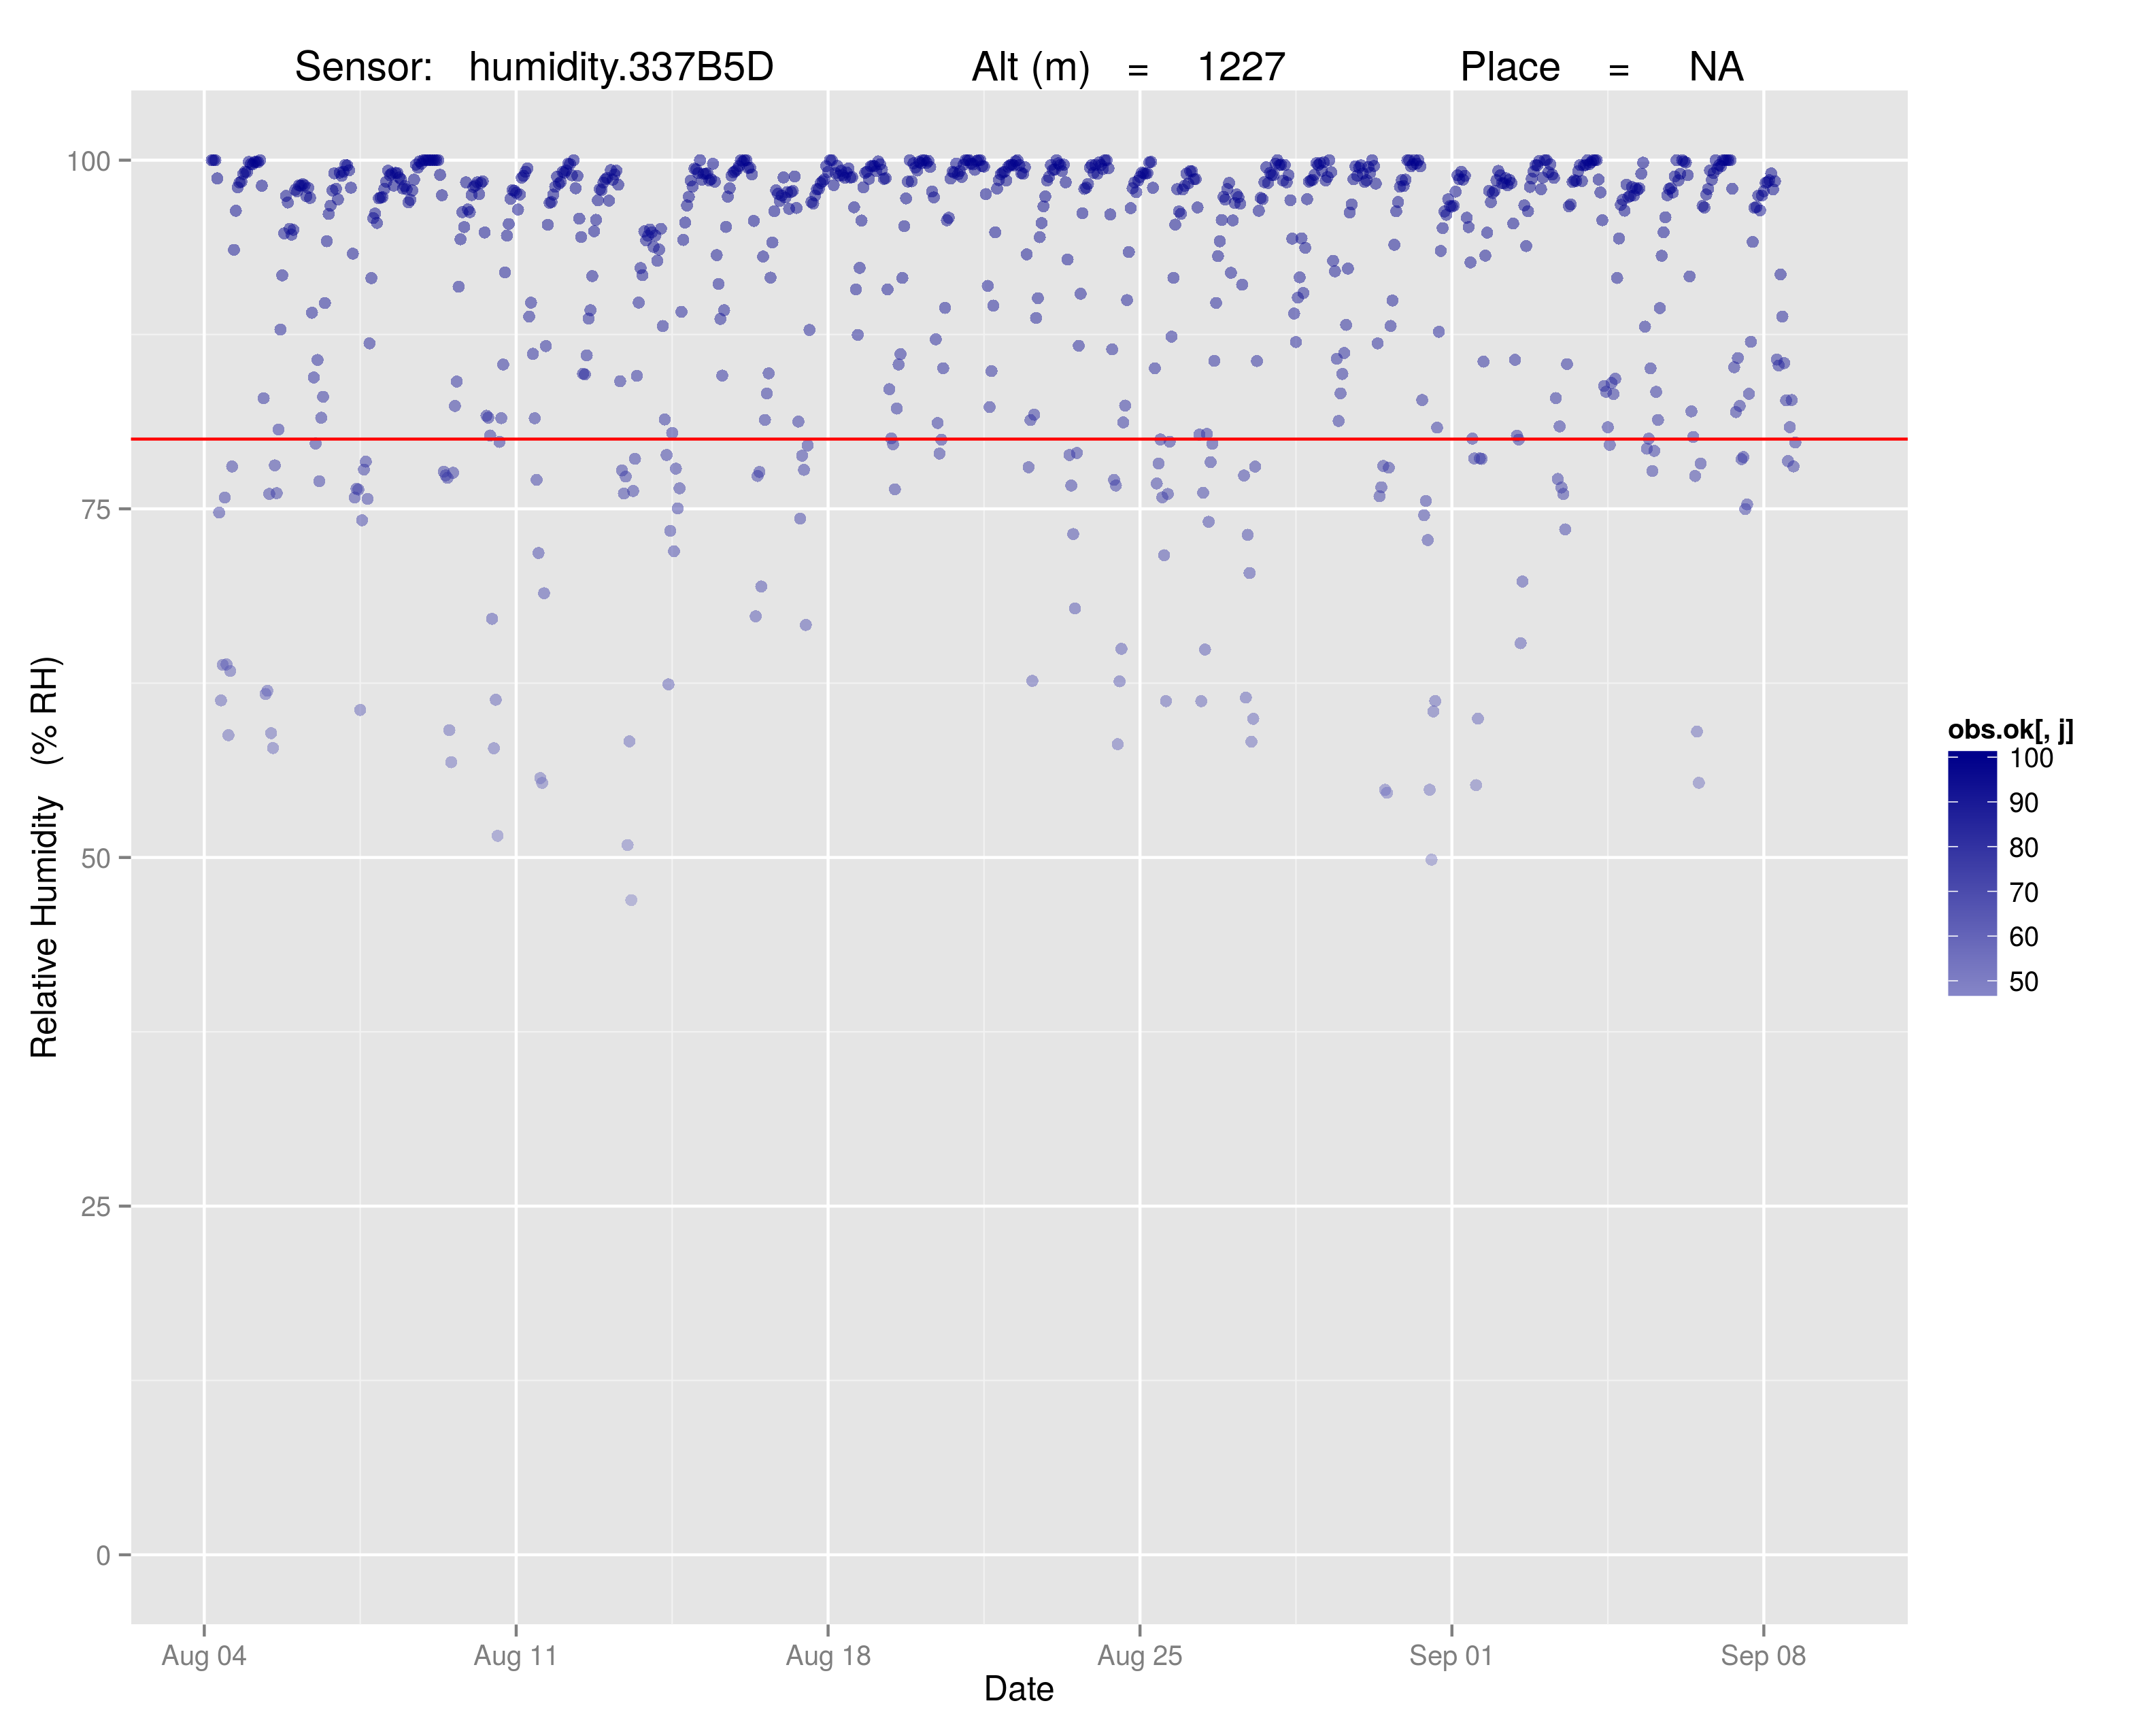 Sensor: humidity.337B5D Alt (m) = 1227 Place = NA
100
75
50
25
0
Relative Humidity (% RH)
Aug 04 Aug 11 Aug 18 Aug 25 Sep 01 Sep 08
Date
obs.ok[, j]
100
90
80
70
60
50